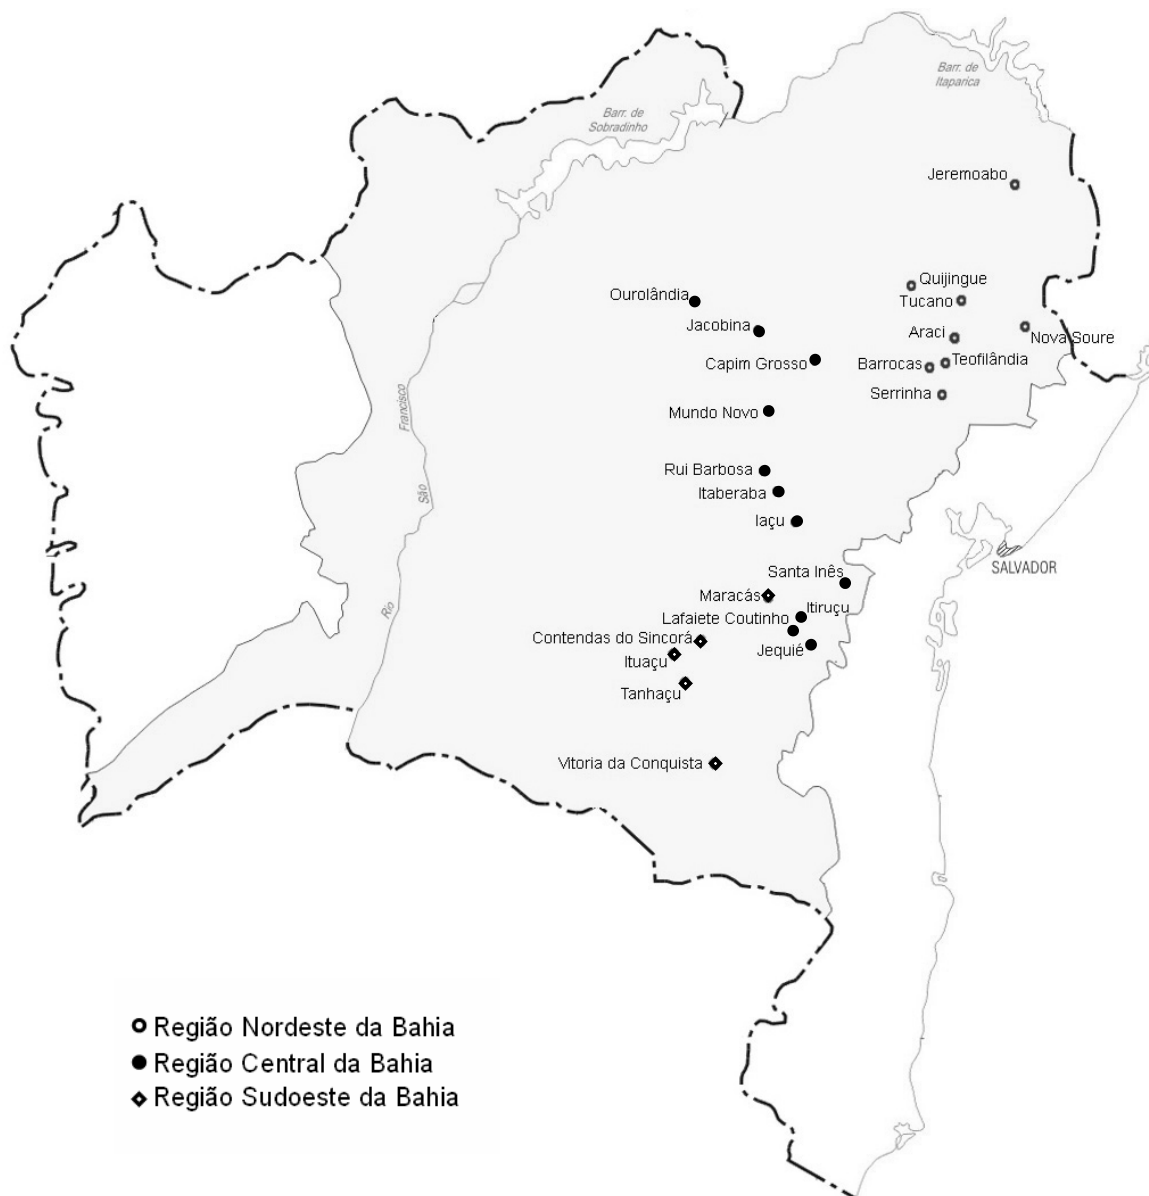 Barr. de
Itaparica
Barr. de
Sobradinho
Jeremoabo
Quijingue
Ourolândia
Tucano
Jacobina
Araci
Nova Soure
Capim Grosso
Barrocas
Teofilândia
Serrinha
Francisco
Mundo Novo
Rui Barbosa
São
Itaberaba
Iaçu
SALVADOR
Santa Inês
Maracás
Rio
Itiruçu
Lafaiete Coutinho
Contendas do Sincorá
Jequié
Ituaçu
Tanhaçu
Vitoria da Conquista
Região Nordeste da Bahia
Região Central da Bahia
Região Sudoeste da Bahia